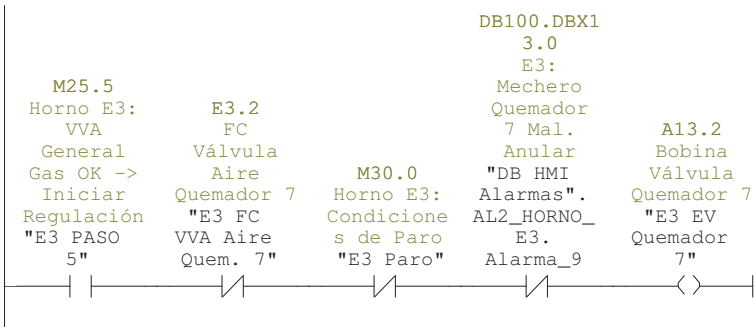 M25.5
Horno E3:
VVA
General
Gas OK ->
Iniciar
Regulación
"E3 PASO
5"
E3.2
FC
Válvula
Aire
Quemador 7
"E3 FC
VVA Aire
Quem. 7"
M30.0
Horno E3:
Condicione
s de Paro
"E3 Paro"
DB100.DBX1
3.0
E3:
Mechero
Quemador
7 Mal.
Anular
"DB HMI
Alarmas".
AL2_HORNO_
E3.
Alarma_9
A13.2
Bobina
Válvula
Quemador 7
"E3 EV
Quemador
7"